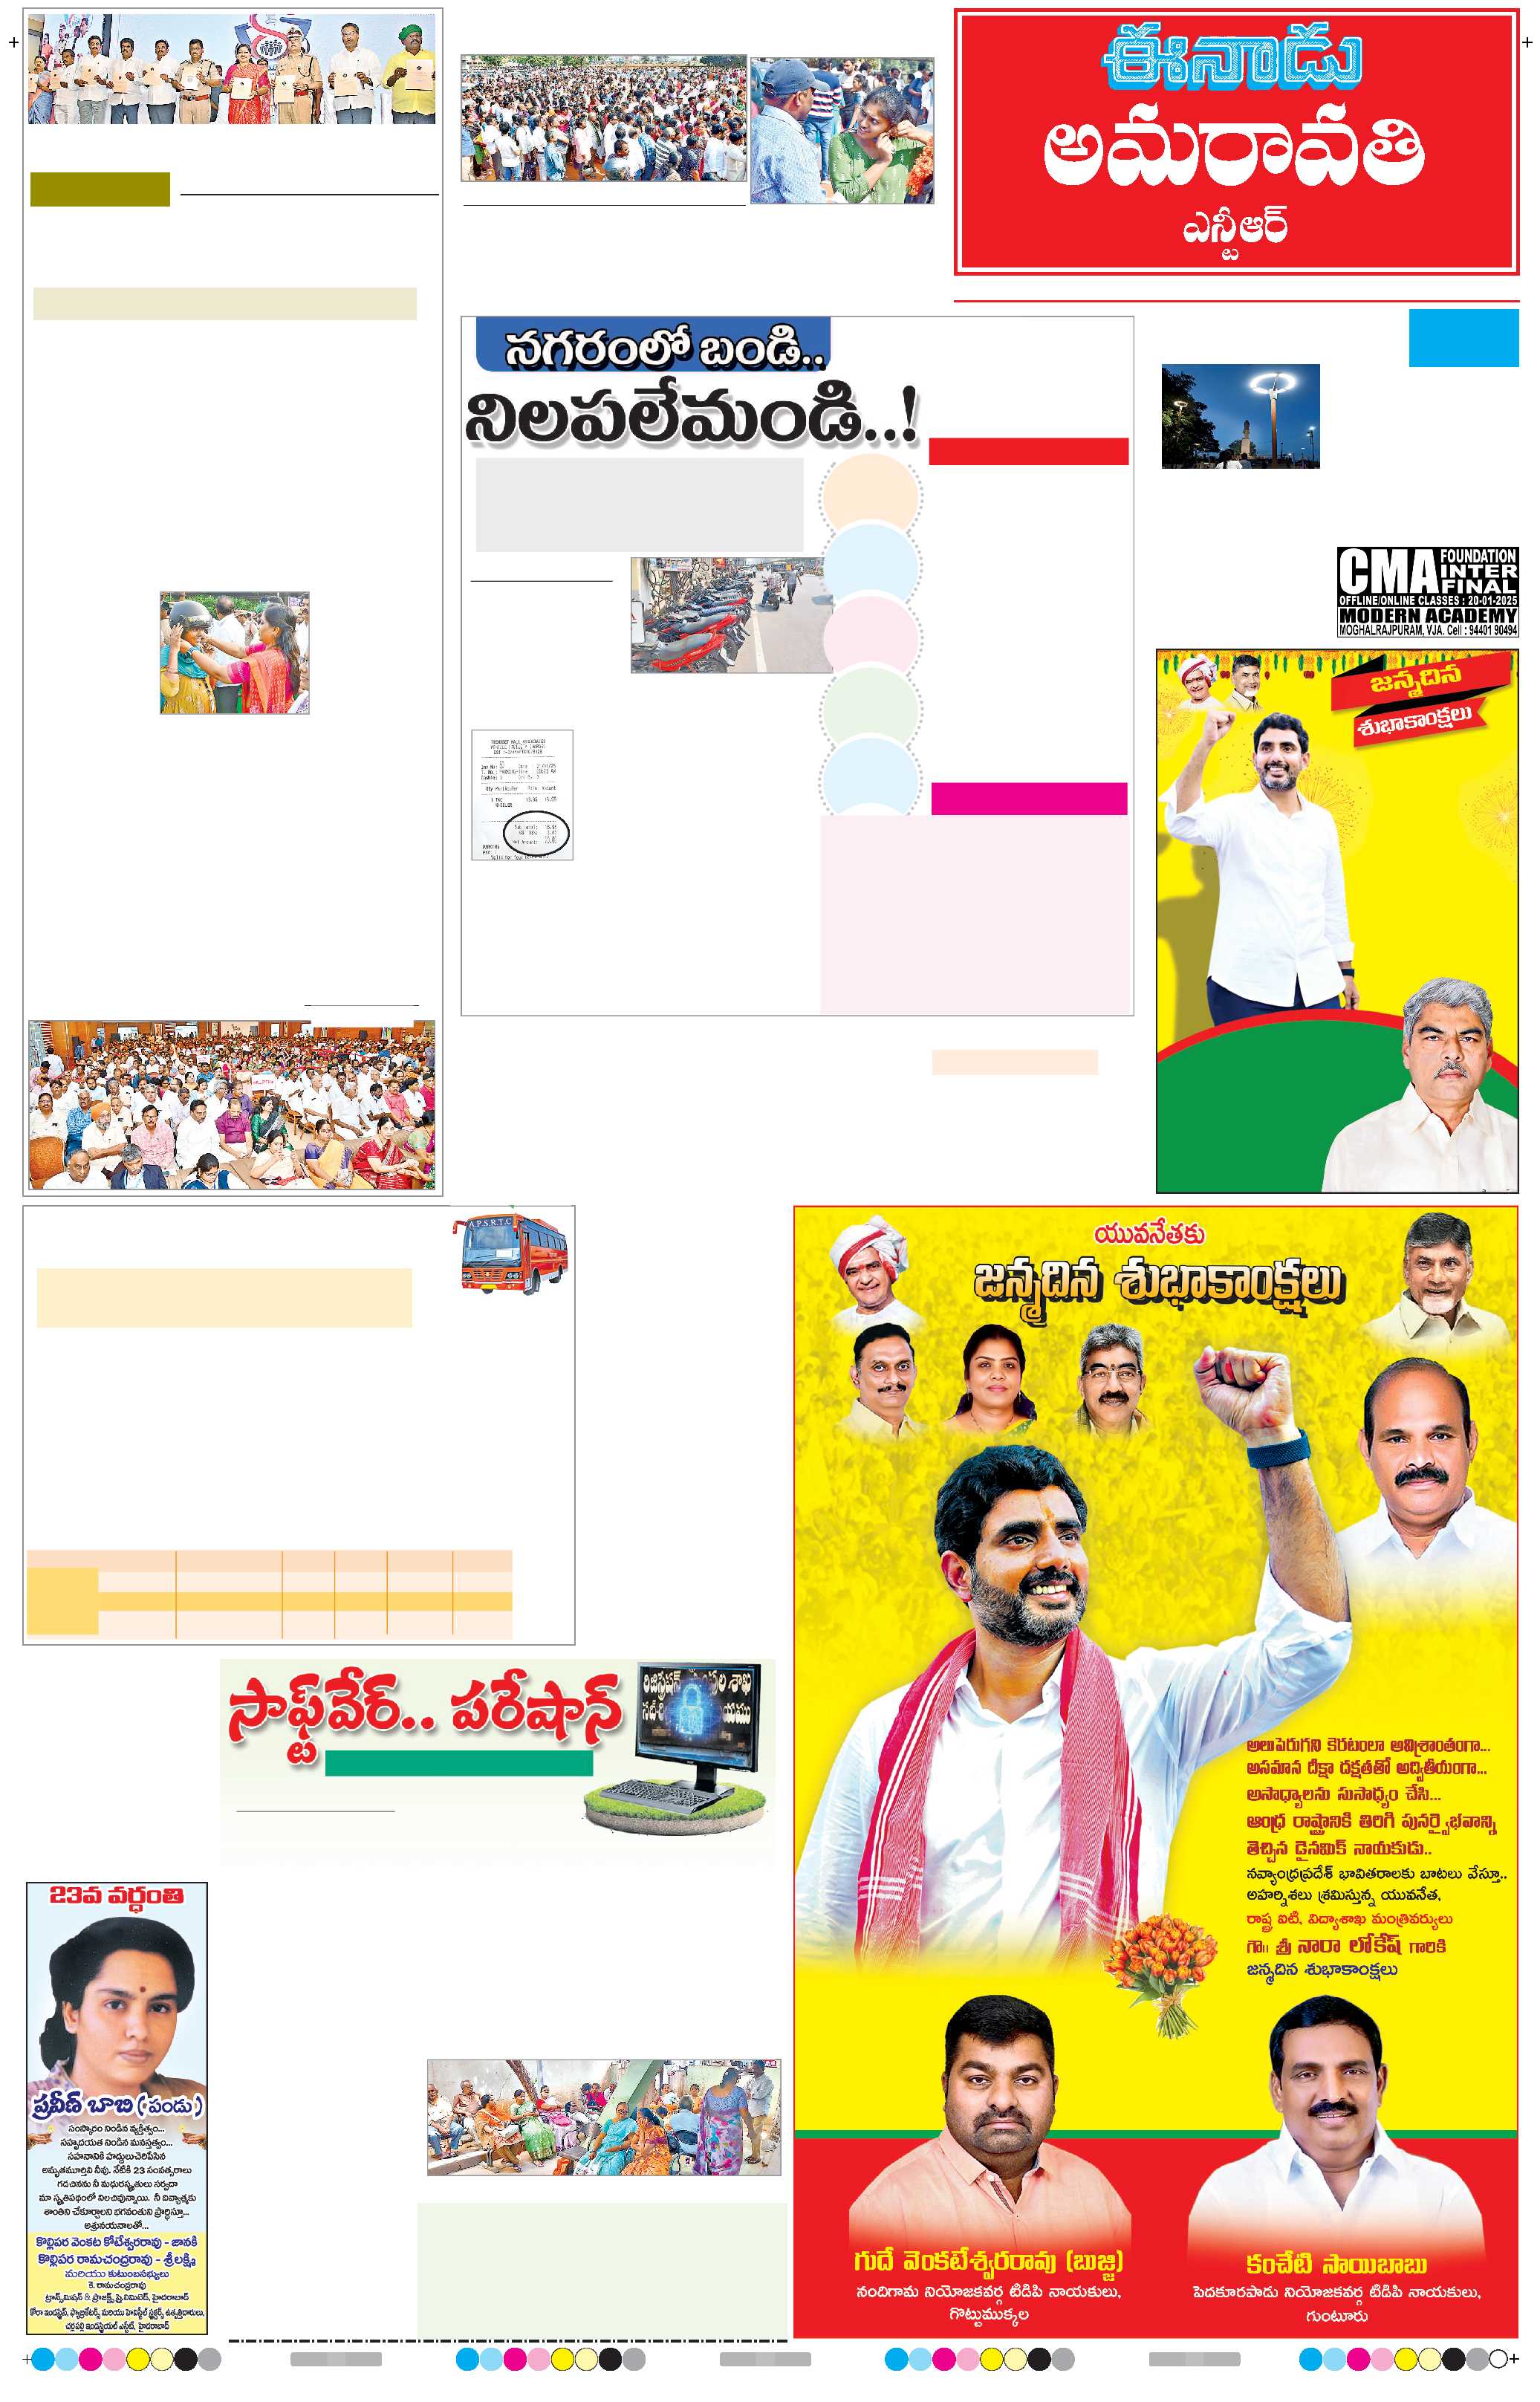 ఈనాడు
అమరావతి
ఎన్టీఆర్
నగరంలో బండి..
నిలపలేమండి..!
CMA FOUNDATION
INTER
FINAL
OFFLINE/ONLINE CLASSES : 20-01-2025
MODERN ACADEMY
MOGHALRAJPURAM, VJA. Cell : 94401 90494
జన్మదిన
శుభాకాంక్షలు
A.P.S.R.T.C
యువనేతకు
జన్మదిన శుభాకాంక్షలు
అలుపెరుగని కెరటంలా అవిశ్రాంతంగా...
అసమాన దీక్షా దక్షతతో అద్వితీయంగా...
అసాధ్యాలను సుసాధ్యం చేసి...
ఆంధ్ర రాష్ట్రానికి తిరిగి పునర్వైభవాన్ని
తెచ్చిన డైనమిక్ నాయకుడు..
నవ్యాంధ్రప్రదేశ్ భావితరాలకు బాటలు వేస్తూ..
అహర్నిశలు శ్రమిస్తున్న యువనేత,
రాష్ట్ర ఐటి, విద్యాశాఖ మంత్రివర్యులు
గౌ|| శ్రీ నారా లోకేష్ గారికి
జన్మదిన శుభాకాంక్షలు
గుదే వెంకటేశ్వరరావు (బుజ్జి)
నందిగామ నియోజకవర్గ టిడిపి నాయకులు,
గొట్టుముక్కల
కంచేటి సాయిబాబు
పెదకూరపాడు నియోజకవర్గ టిడిపి నాయకులు,
గుంటూరు
సాఫ్ట్‌వేర్.. పరేషాన్
23వ వర్ధంతి
ప్రవీణ్ బాబి (పండు)
సంస్కారం నిండిన వ్యక్తిత్వం...
సహృదయత నిండిన మనస్తత్వం...
సహనానికి హద్దులుచెరిపేసిన
అమృతమూర్తివి నీవు. నేటికి 23 సంవత్సరాలు
గడచినను నీ మధురస్మృతులు సర్వదా
మా స్మృతిపథంలో నిలచివున్నాయి. నీ దివ్యాత్మకు
శాంతిని చేకూర్చాలని భగవంతుని ప్రార్థిస్తూ...
అశ్రునయనాలతో...
కొల్లిపర వెంకట కోటేశ్వరరావు - జానకి
కొల్లిపర రామచంద్రరావు - శ్రీలక్ష్మి
మరియు కుటుంబసభ్యులు
కె. రామచంద్రరావు